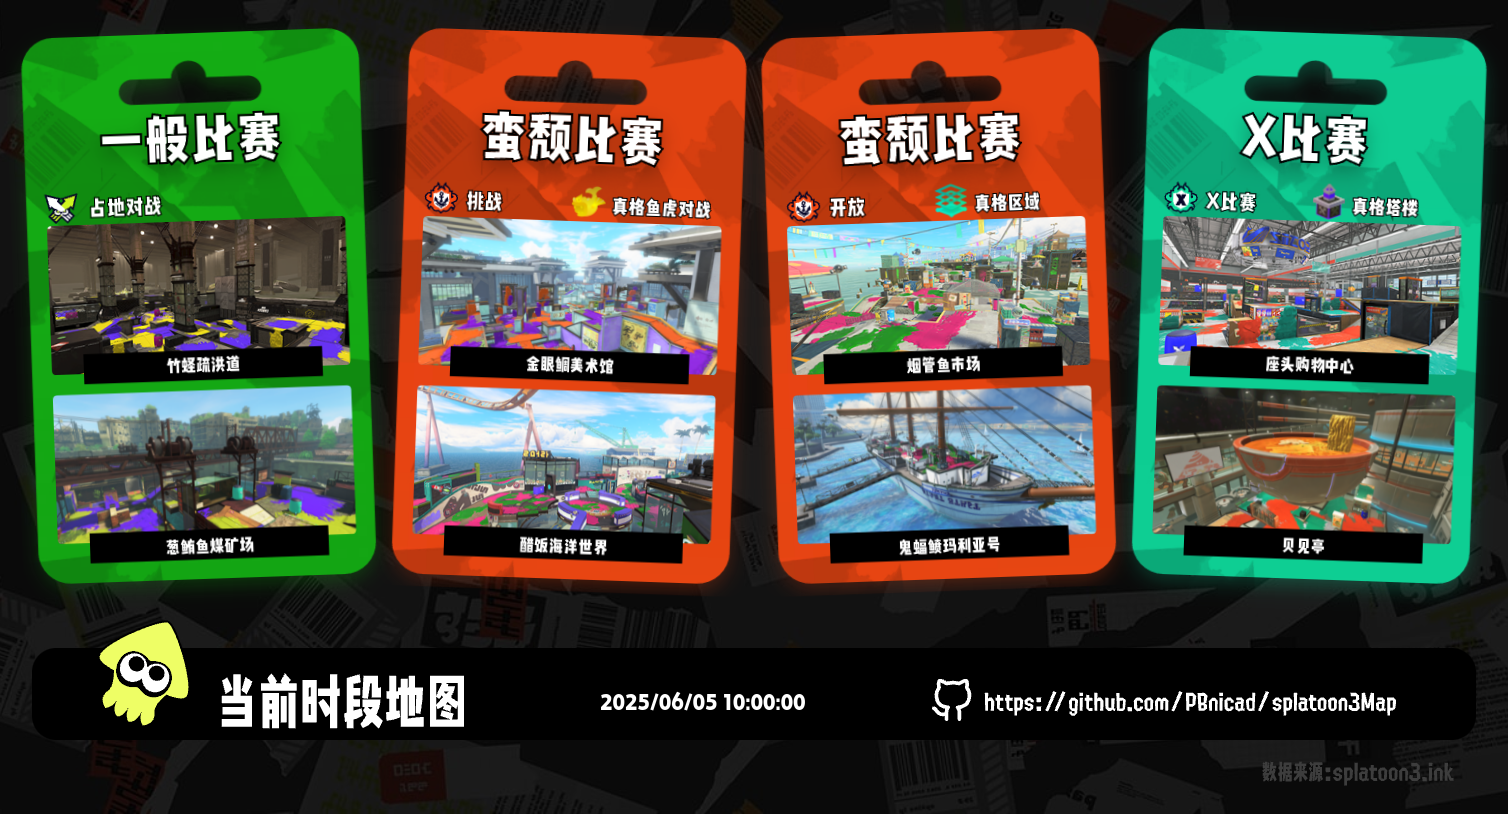 一般比赛
占地对战
竹蛏疏洪道
葱鲔鱼煤矿场
蛮颓比赛
挑战
真格鱼虎对战
金眼鲷美术馆
醋饭海洋世界
蛮颓比赛
开放
真格区域
烟管鱼市场
鬼蝠鲼玛利亚号
X比赛
X比赛
真格塔楼
座头购物中心
贝见亭
当前时段地图
2025/06/05 10:00:00
https://github.com/PBnicad/splatoon3Map
数据来源:splatoon3.ink